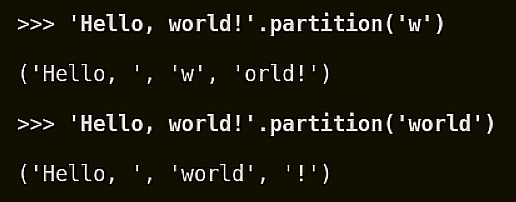 >>> 'Hello, world!'.partition('w')
('Hello, ', 'w', 'orld!')
>>> 'Hello, world!'.partition('world')
('Hello, ', 'world', '!')